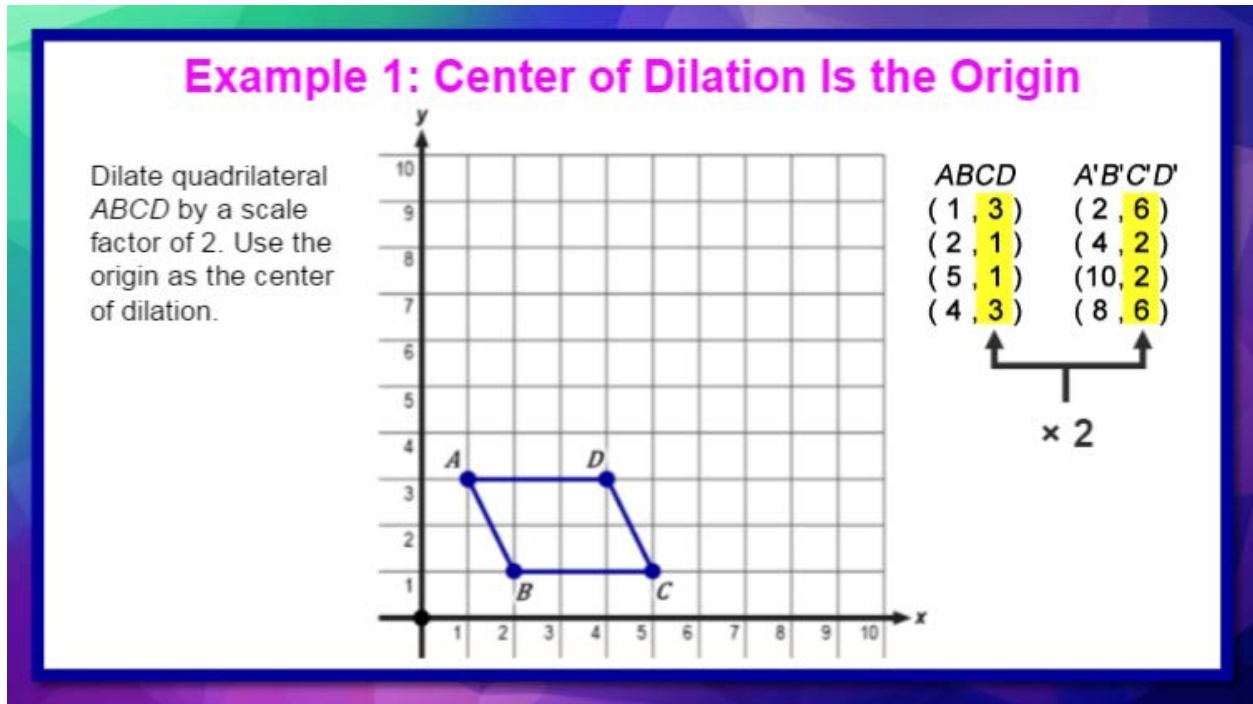 Example 1: Center of Dilation Is the Origin
Dilate quadrilateral
ABCD by a scale
factor of 2. Use the
origin as the center
of dilation.
y
10
9
8
7
6
5
4
3
2
1
A
D
B
C
1 2 3 4 5 6 7 8 9 10
x
ABCD A'B'C'D'
( 1 , 3 ) ( 2 , 6 )
( 2 , 1 ) ( 4 , 2 )
( 5 , 1 ) (10, 2 )
( 4 , 3 ) ( 8 , 6 )
× 2